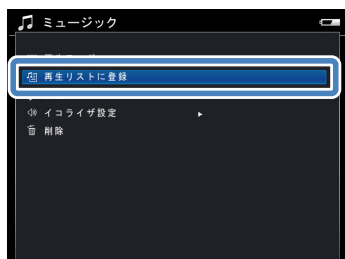 ミュージック
再生リストに登録
イコライザ設定
削除